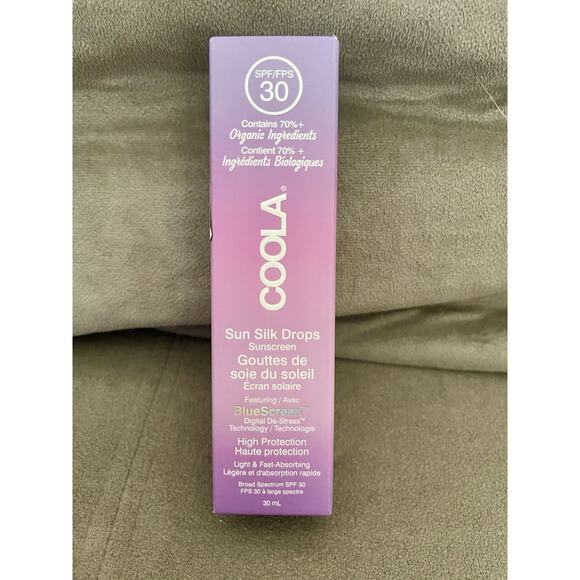 SPF/FPS
30
Contains 70%+
Organic Ingredients
Contient 70% +
Ingrédients Biologiques
COOLA®
Sun Silk Drops
Sunscreen
Gouttes de
soie du soleil
Écran solaire
Featuring / Avec
BlueScreen™
Digital De-Stress™
Technology / Technologie
High Protection
Haute protection
Light & Fast-Absorbing
Légère et d'absorption rapide
Broad Spectrum SPF 30
FPS 30 à large spectre
30 mL